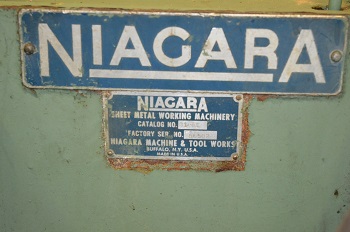 NIAGARA
NIAGARA
SHEET METAL WORKING MACHINERY
CATALOG NO.
FACTORY SER. NO.
NIAGARA MACHINE & TOOL WORKS
BUFFALO, N.Y. U.S.A.
MADE IN U.S.A.